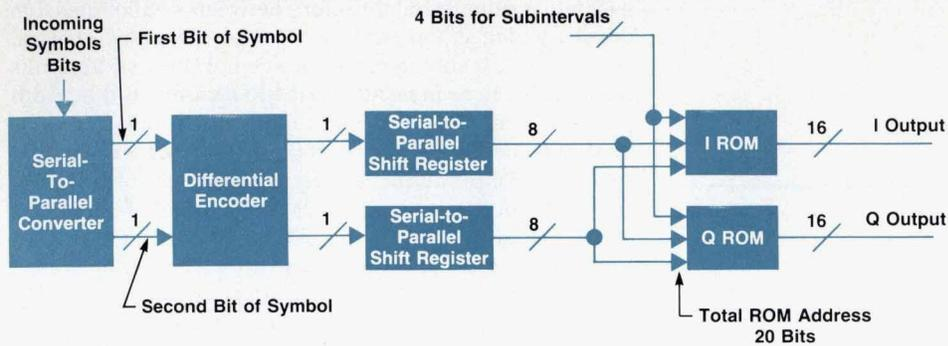 4 Bits for Subintervals
Incoming
Symbols
Bits
First Bit of Symbol
1
1
8
16
I Output
Serial-
To-
Parallel
Converter
Differential
Encoder
Serial-to-
Parallel
Shift Register
I ROM
1
1
Serial-to-
Parallel
Shift Register
8
Q ROM
16
Q Output
Second Bit of Symbol
Total ROM Address
20 Bits